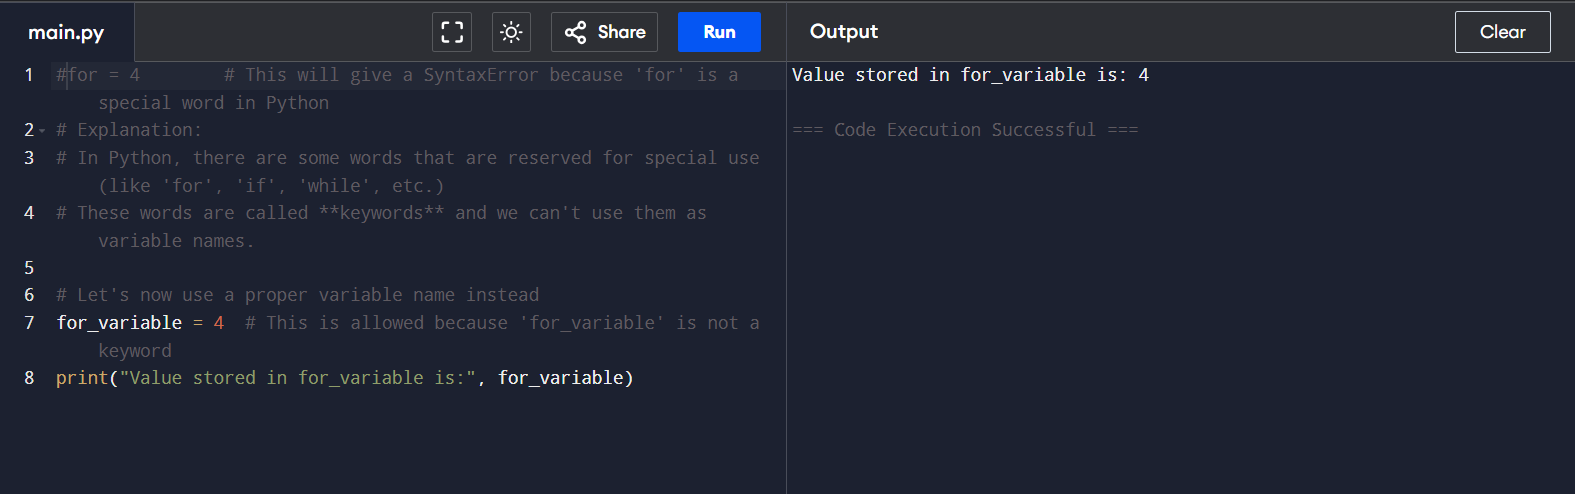 main.py
Share
Run
Output
Clear
1 #for = 4        # This will give a SyntaxError because 'for' is a
special word in Python
2 # Explanation:
3 # In Python, there are some words that are reserved for special use
(like 'for', 'if', 'while', etc.)
4 # These words are called **keywords** and we can't use them as
variable names.
5
6 # Let's now use a proper variable name instead
7 for_variable = 4  # This is allowed because 'for_variable' is not a
keyword
8 print("Value stored in for_variable is:", for_variable)
Value stored in for_variable is: 4
=== Code Execution Successful ===